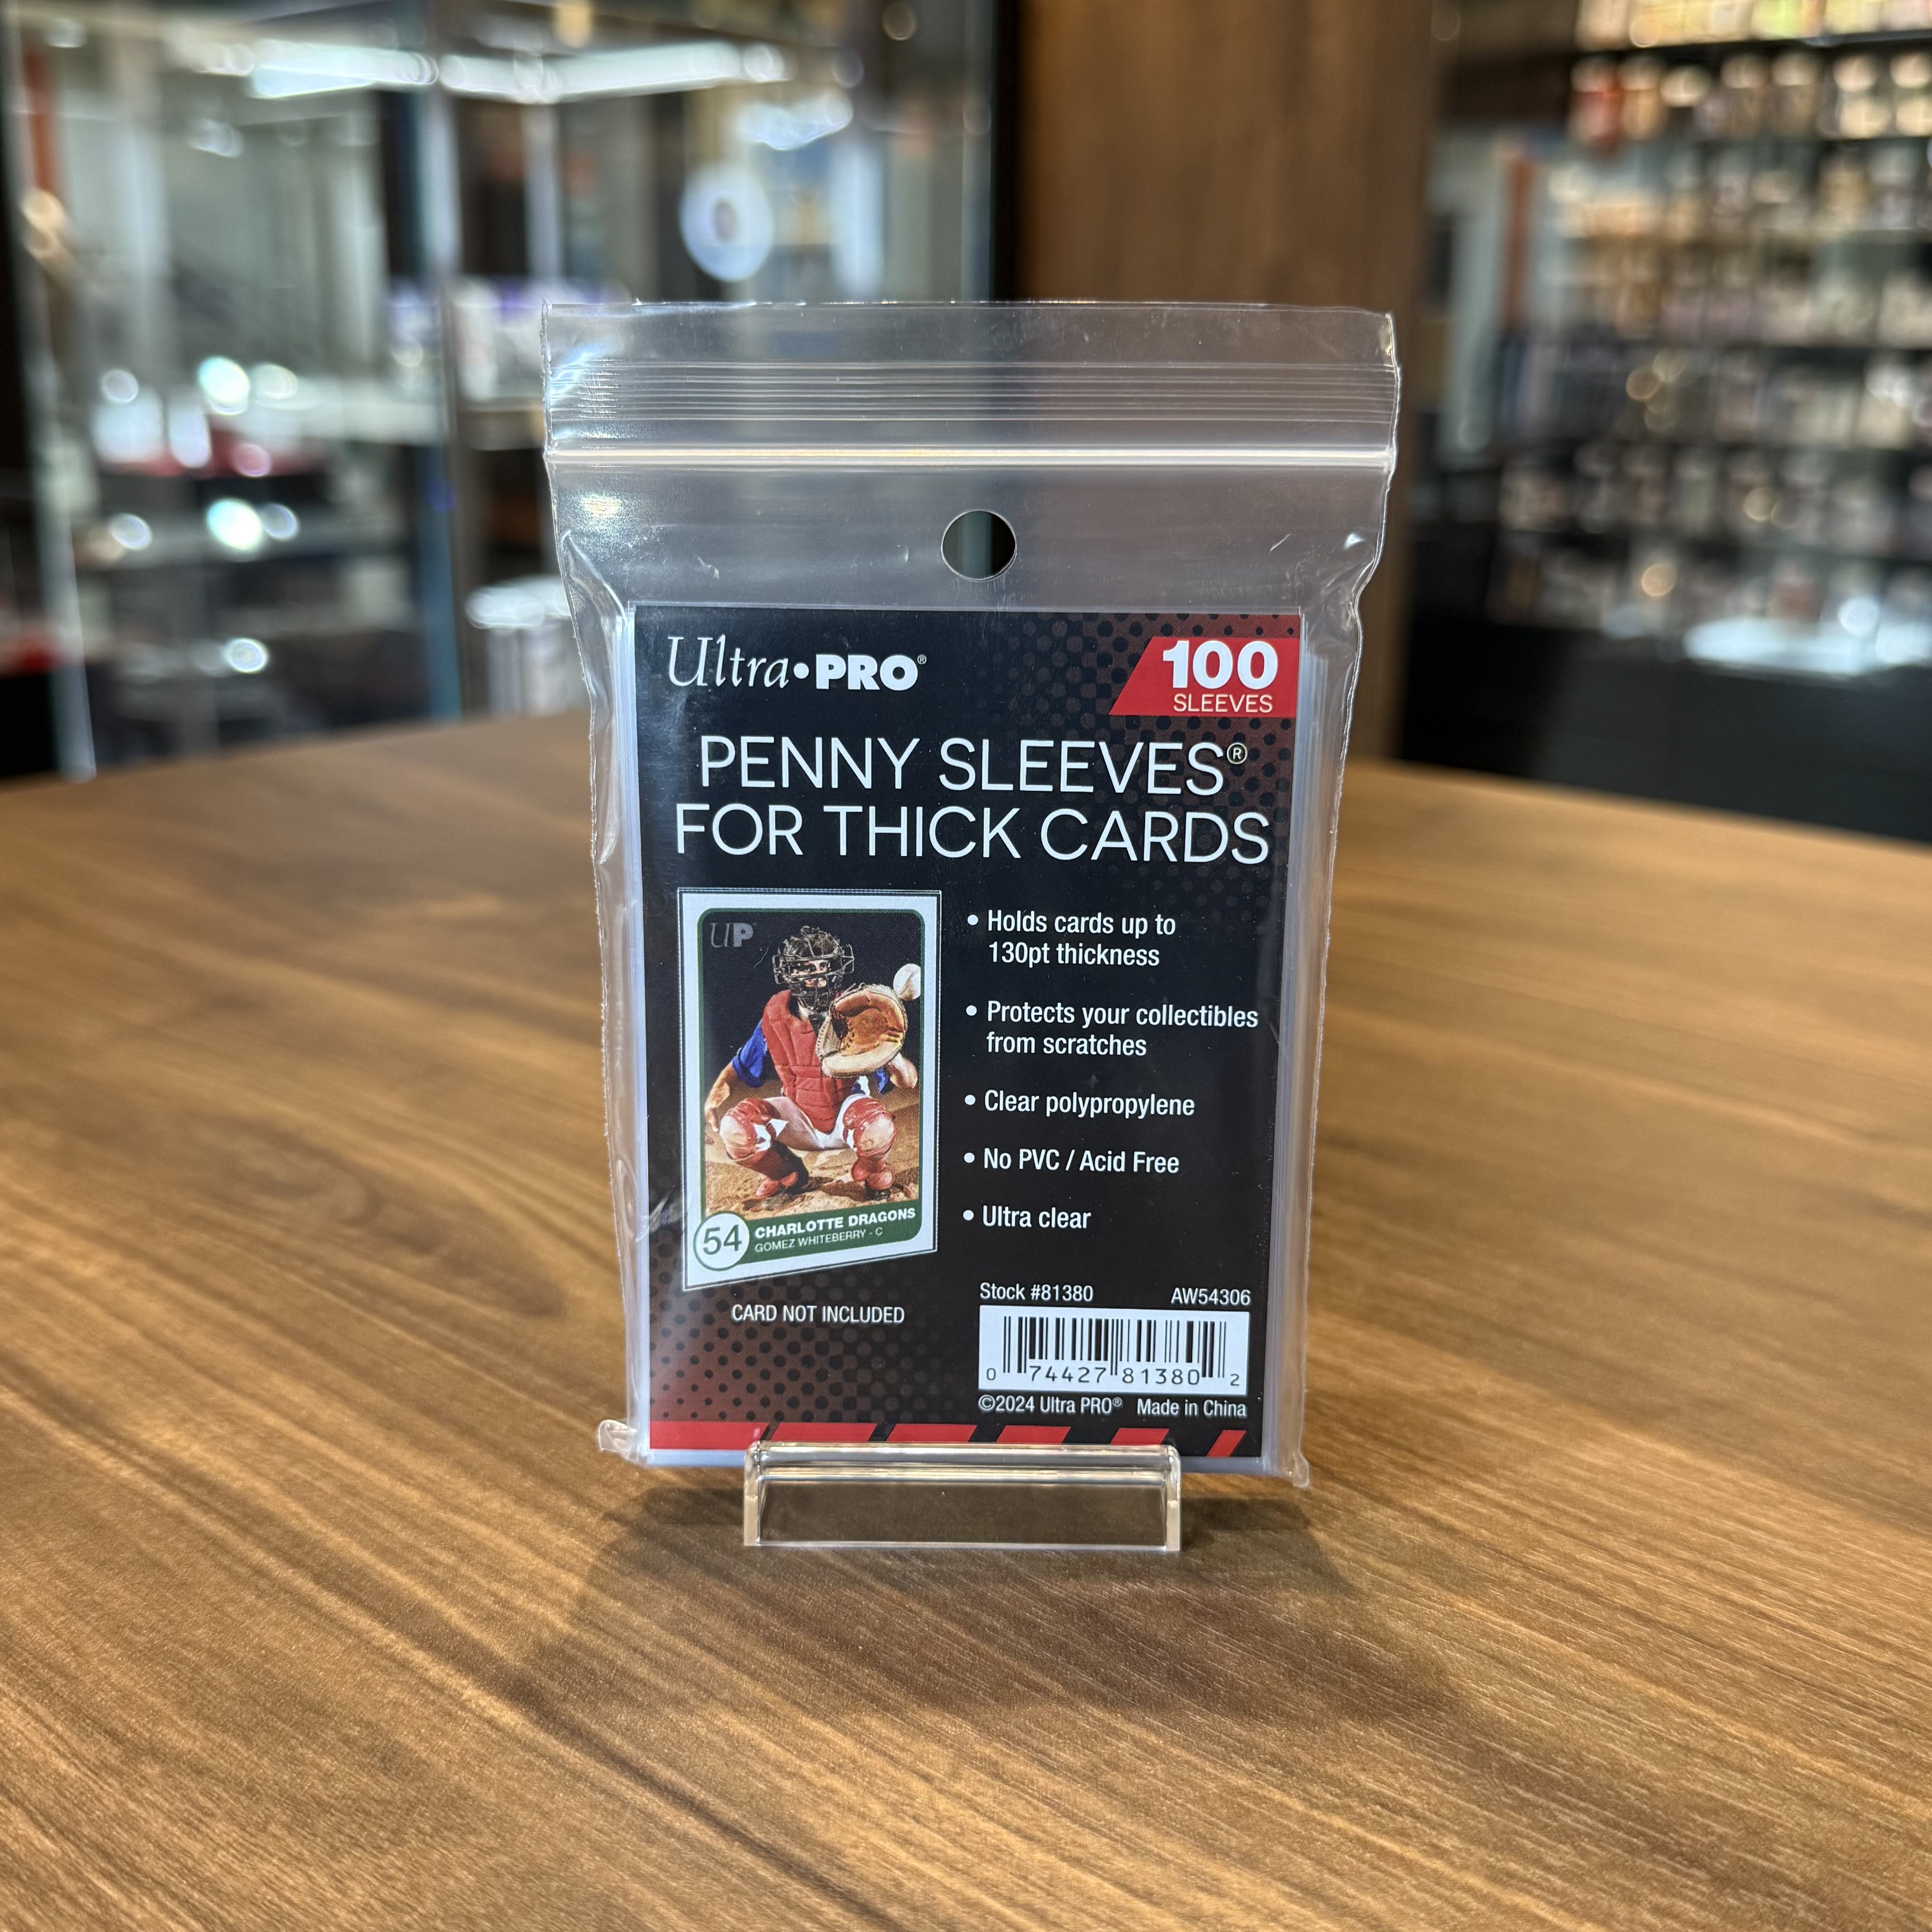 Ultra•PRO®
100
SLEEVES
PENNY SLEEVES®
FOR THICK CARDS
UP
54
CHARLOTTE DRAGONS
GOMEZ WHITEBERRY - C
CARD NOT INCLUDED
• Holds cards up to
130pt thickness
• Protects your collectibles
from scratches
• Clear polypropylene
• No PVC / Acid Free
• Ultra clear
Stock #81380 AW54306
0 74427 81380 2
©2024 Ultra PRO® Made in China